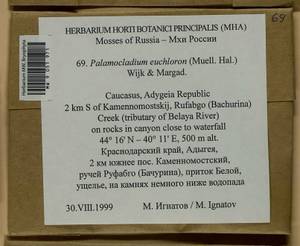 69
HERBARIUM HORTI BOTANICI PRINCIPALIS (MHA)
Mosses of Russia – Мхи России
69. Palamocladium euchloron (Muell. Hal.)
Wijk & Margad.
Caucasus, Adygeia Republic
2 km S of Kamennomostskij, Rufabgo (Bachurina)
Creek (tributary of Belaya River)
on rocks in canyon close to waterfall
44° 16' N – 40° 11' E, 500 m alt.
Краснодарский край, Адыгея,
2 км южнее пос. Каменномостский,
ручей Руфабго (Бачурина), приток Белой,
ущелье, на камнях немного ниже водопада
30.VIII.1999 М. Игнатов / M. Ignatov